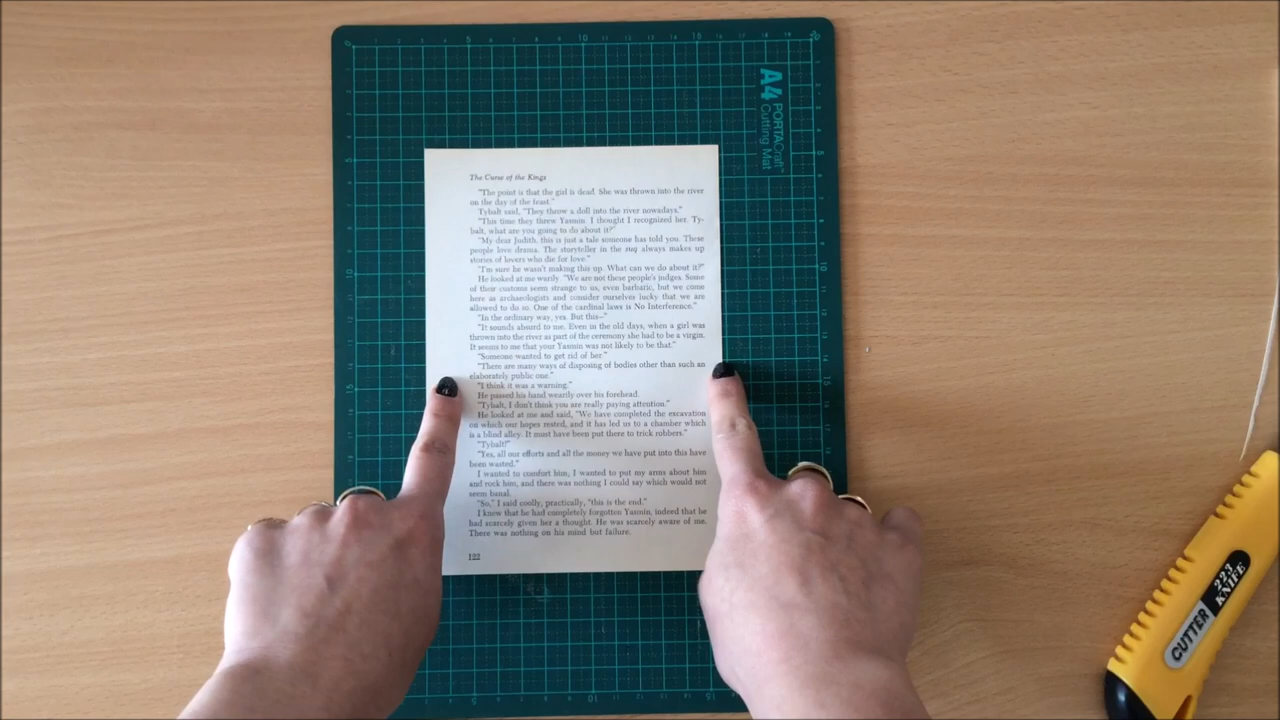 A4 PORTACraft™
Cutting Mat
The Curse of the Kings
"The point is that the girl is dead. She was thrown into the river
on the day of the feast."
Tybalt said, "They throw a doll into the river nowadays."
"This time they threw Yasmin. I thought I recognized her. Ty-
balt, what are you going to do about it?"
"My dear Judith, this is just a tale someone has told you. These
people love drama. The storyteller in the suq always makes up
stories of lovers who die for love."
"I'm sure he wasn't making this up. What can we do about it?"
He looked at me warily. "We are not these people's judges. Some
of their customs seem strange to us, even barbaric, but we come
here as archaeologists and consider ourselves lucky that we are
allowed to do so. One of the cardinal laws is No Interference."
"In the ordinary way, yes. But this—"
"It sounds absurd to me. Even in the old days, when a girl was
thrown into the river as part of the ceremony she had to be a virgin.
It seems to me that your Yasmin was not likely to be that."
"Someone wanted to get rid of her."
"There are many ways of disposing of bodies other than such an
elaborately public one."
"I think it was a warning."
He passed his hand wearily over his forehead.
"Tybalt, I don't think you are really paying attention."
He looked at me and said, "We have completed the excavation
on which our hopes rested, and it has led us to a chamber which
is a blind alley. It must have been put there to trick robbers."
"Tybalt!"
"Yes, all our efforts and all the money we have put into this have
been wasted."
I wanted to comfort him, I wanted to put my arms about him
and rock him, and there was nothing I could say which would not
seem banal.
"So," I said coolly, practically, "this is the end."
I knew that he had completely forgotten Yasmin, indeed that he
had scarcely given her a thought. He was scarcely aware of me.
There was nothing on his mind but failure.
122
CUTTER
223
KNIFE